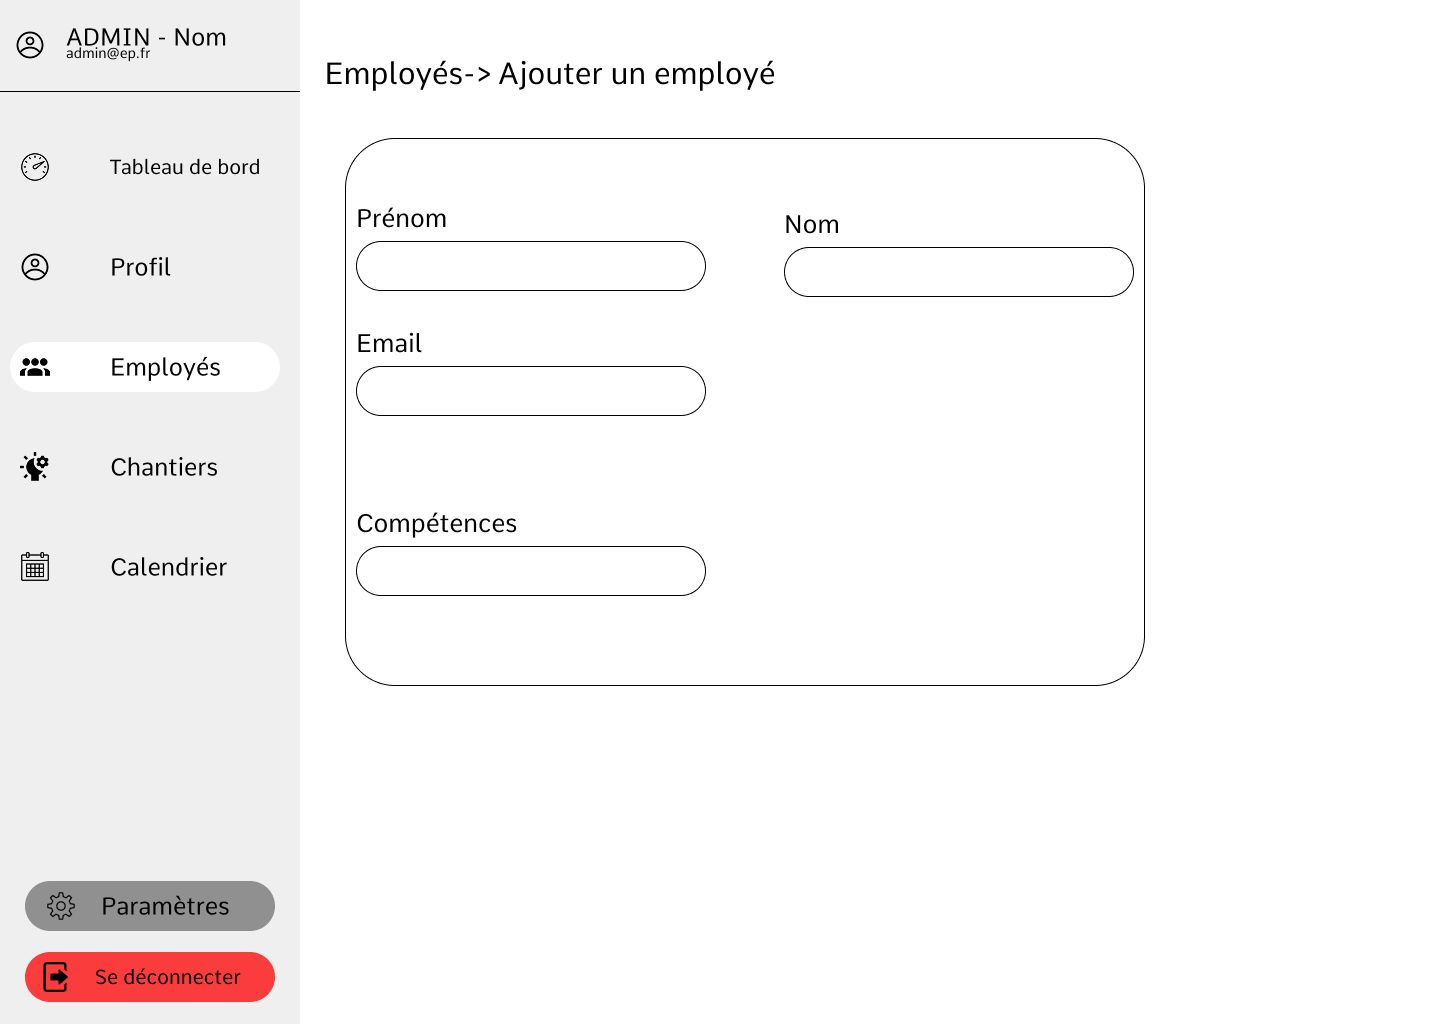 ADMIN - Nom
admin@ep.fr
Tableau de bord
Profil
Employés
Chantiers
Calendrier
Paramètres
Se déconnecter
Employés-> Ajouter un employé
Prénom
Nom
Email
Compétences